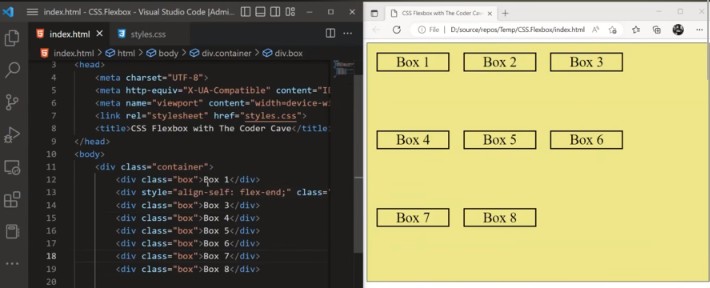 index.html - CSS.Flexbox - Visual Studio Code [Admi...
index.html
styles.css
index.html > html > body > div.container > div.box
3 <head>
4 <meta charset="UTF-8">
5 <meta http-equiv="X-UA-Compatible" content="IE
6 <meta name="viewport" content="width=device-wi
7 <link rel="stylesheet" href="styles.css">
8 <title>CSS Flexbox with The Coder Cave</title
9 </head>
10 <body>
11 <div class="container">
12 <div class="box">Box 1</div>
13 <div style="align-self: flex-end;" class="
14 <div class="box">Box 3</div>
15 <div class="box">Box 4</div>
16 <div class="box">Box 5</div>
17 <div class="box">Box 6</div>
18 <div class="box">Box 7</div>
19 <div class="box">Box 8</div>
20
CSS Flexbox with The Coder Cave
File | D:/source/repos/Temp/CSS.Flexbox/index.html
Box 1 Box 2 Box 3
Box 4 Box 5 Box 6
Box 7 Box 8